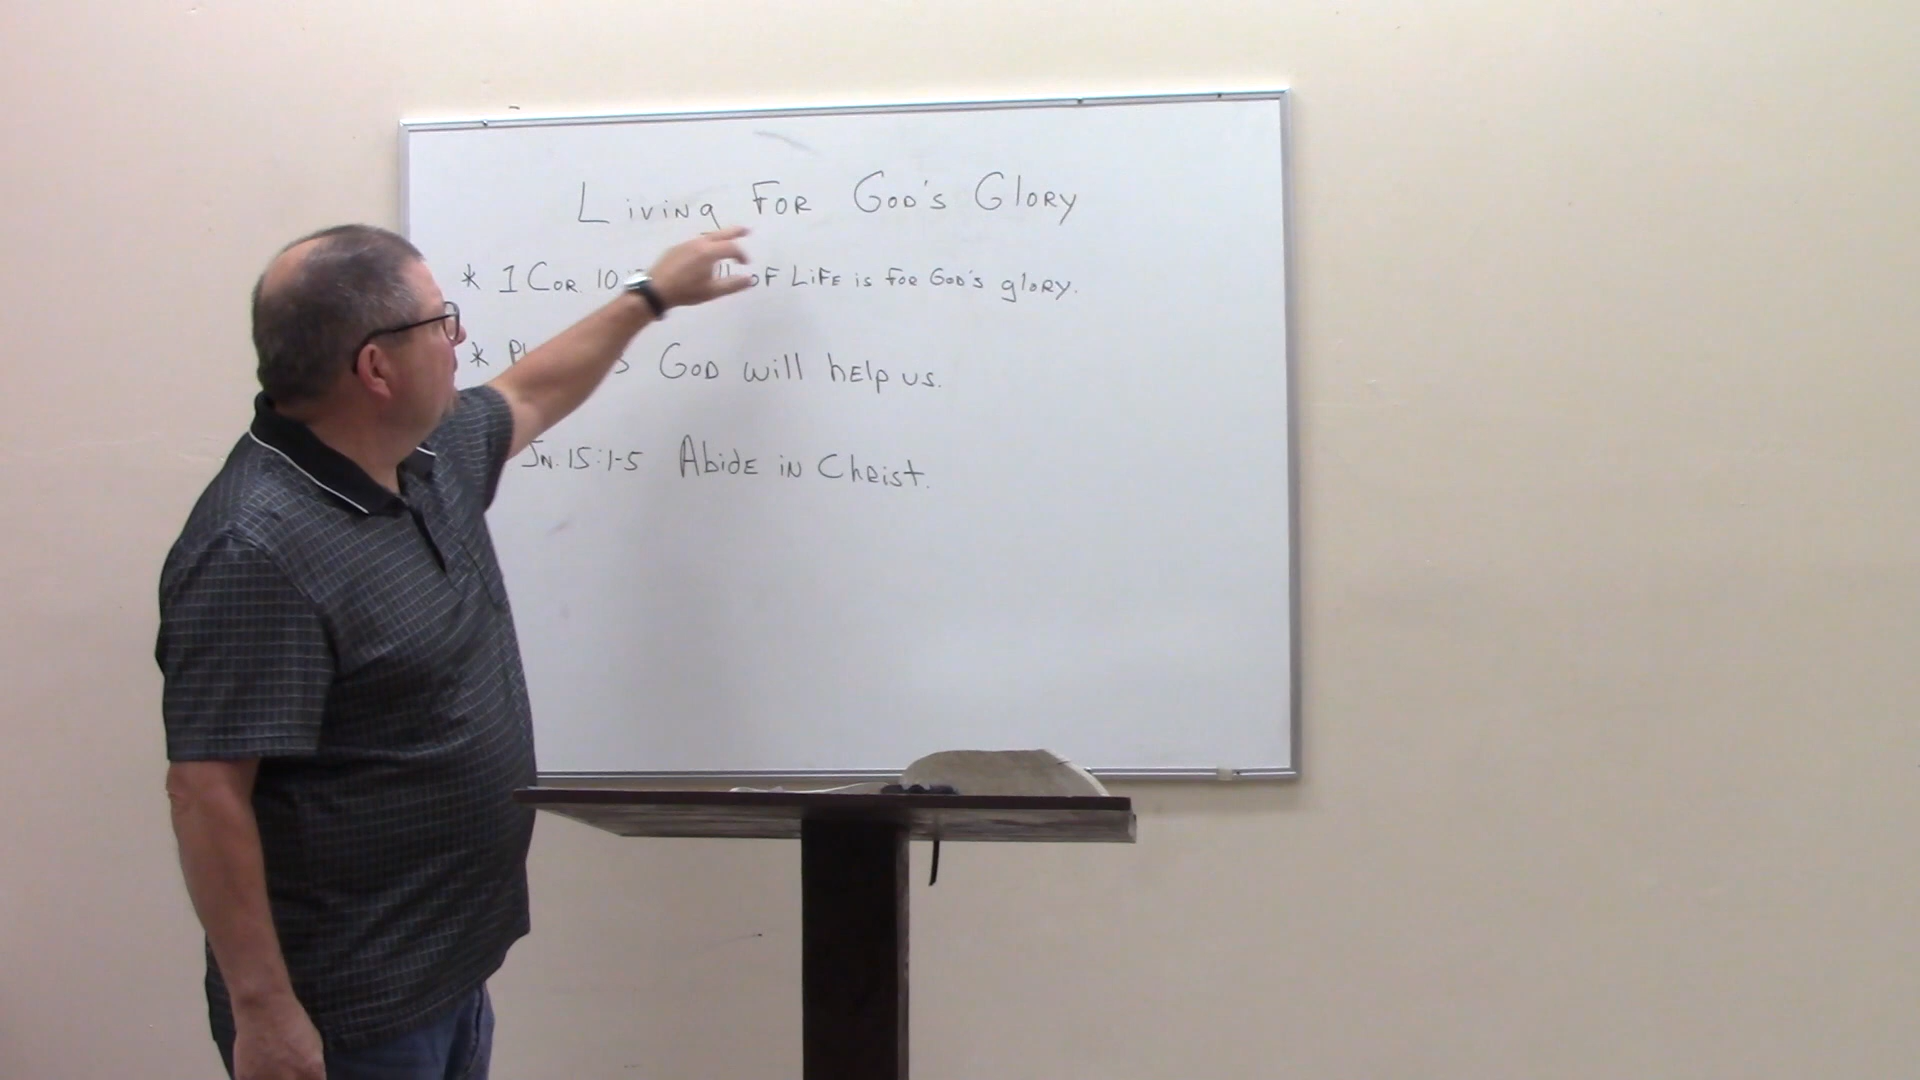 Living For God's Glory
* I Cor. 10 of Life is for God's glory.
* God will help us.
Jn. 15:1-5 Abide in Christ.